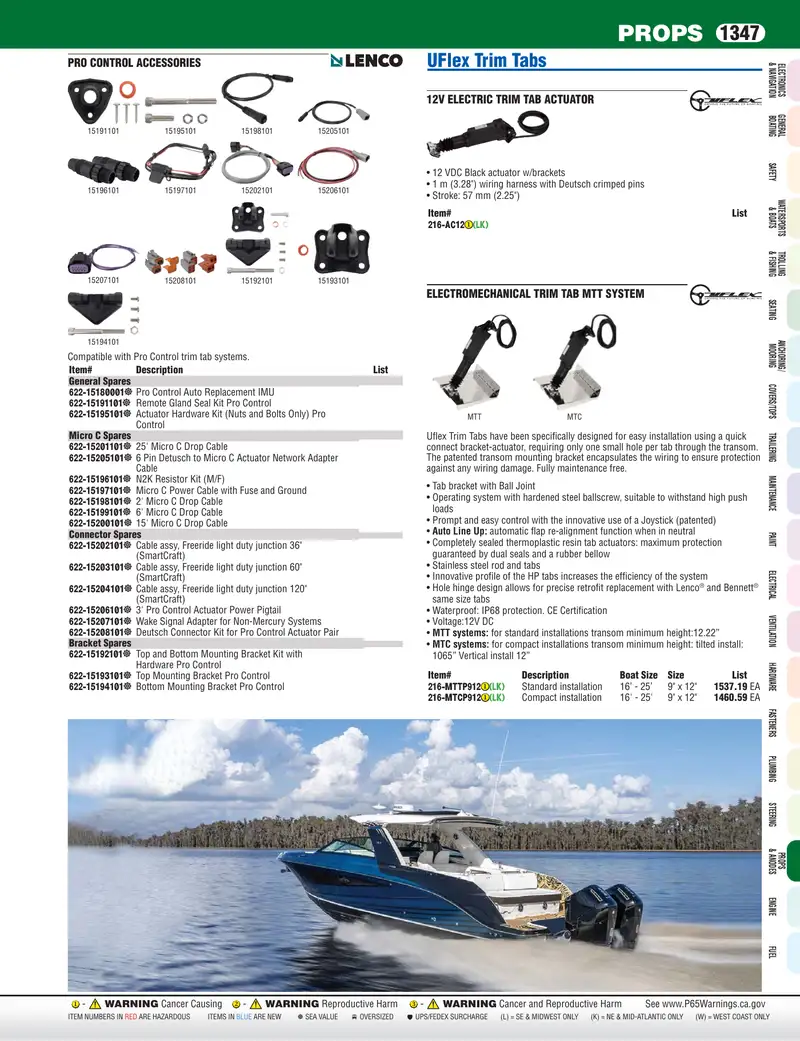 PROPS 1347
PRO CONTROL ACCESSORIES
LENCO
15191101
15195101
15198101
15205101
15196101
15197101
15202101
15206101
15207101
15208101
15192101
15193101
15194101
Compatible with Pro Control trim tab systems.
Item# Description List
General Spares
622-15180001 Pro Control Auto Replacement IMU
622-15191101 Remote Gland Seal Kit Pro Control
622-15195101 Actuator Hardware Kit (Nuts and Bolts Only) Pro
Control
Micro C Spares
622-15201101 25' Micro C Drop Cable
622-15205101 6 Pin Detusch to Micro C Actuator Network Adapter
Cable
622-15196101 N2K Resistor Kit (M/F)
622-15197101 Micro C Power Cable with Fuse and Ground
622-15198101 2' Micro C Drop Cable
622-15199101 6' Micro C Drop Cable
622-15200101 15' Micro C Drop Cable
Connector Spares
622-15202101 Cable assy, Freeride light duty junction 36"
(SmartCraft)
622-15203101 Cable assy, Freeride light duty junction 60"
(SmartCraft)
622-15204101 Cable assy, Freeride light duty junction 120"
(SmartCraft)
622-15206101 3' Pro Control Actuator Power Pigtail
622-15207101 Wake Signal Adapter for Non-Mercury Systems
622-15208101 Deutsch Connector Kit for Pro Control Actuator Pair
Bracket Spares
622-15192101 Top and Bottom Mounting Bracket Kit with
Hardware Pro Control
622-15193101 Top Mounting Bracket Pro Control
622-15194101 Bottom Mounting Bracket Pro Control
UFlex Trim Tabs
12V ELECTRIC TRIM TAB ACTUATOR
UFLEX
• 12 VDC Black actuator w/brackets
• 1 m (3.28") wiring harness with Deutsch crimped pins
• Stroke: 57 mm (2.25")
Item# List
216-AC12 1 (LK)
ELECTROMECHANICAL TRIM TAB MTT SYSTEM
UFLEX
MTT
MTC
Uflex Trim Tabs have been specifically designed for easy installation using a quick
connect bracket-actuator, requiring only one small hole per tab through the transom.
The patented transom mounting bracket encapsulates the wiring to ensure protection
against any wiring damage. Fully maintenance free.
• Tab bracket with Ball Joint
• Operating system with hardened steel ballscrew, suitable to withstand high push
loads
• Prompt and easy control with the innovative use of a Joystick (patented)
• Auto Line Up: automatic flap re-alignment function when in neutral
• Completely sealed thermoplastic resin tab actuators: maximum protection
guaranteed by dual seals and a rubber bellow
• Stainless steel rod and tabs
• Innovative profile of the HP tabs increases the efficiency of the system
• Hole hinge design allows for precise retrofit replacement with Lenco® and Bennett®
same size tabs
• Waterproof: IP68 protection. CE Certification
• Voltage:12V DC
• MTT systems: for standard installations transom minimum height:12.22"
• MTC systems: for compact installations transom minimum height: tilted install:
1065" Vertical install 12"
Item# Description Boat Size Size List
216-MTTP912 1 (LK) Standard installation 16' - 25' 9" x 12" 1537.19 EA
216-MTCP912 1 (LK) Compact installation 16' - 25' 9" x 12" 1460.59 EA
ELECTRONICS
& NAVIGATION
GENERAL
BOATING
SAFETY
WATERSPORTS
& BOATS
TROLLING
& FISHING
SEATING
ANCHORING/
MOORING
COVERS/TOPS
TRAILERING
MAINTENANCE
PAINT
ELECTRICAL
VENTILATION
HARDWARE
FASTENERS
PLUMBING
STEERING
PROPS
& ANODES
ENGINE
FUEL
1 - WARNING Cancer Causing 2 - WARNING Reproductive Harm 3 - WARNING Cancer and Reproductive Harm See www.P65Warnings.ca.gov
ITEM NUMBERS IN RED ARE HAZARDOUS ITEMS IN BLUE ARE NEW SEA VALUE OVERSIZED UPS/FEDEX SURCHARGE (L) = SE & MIDWEST ONLY (K) = NE & MID-ATLANTIC ONLY (W) = WEST COAST ONLY